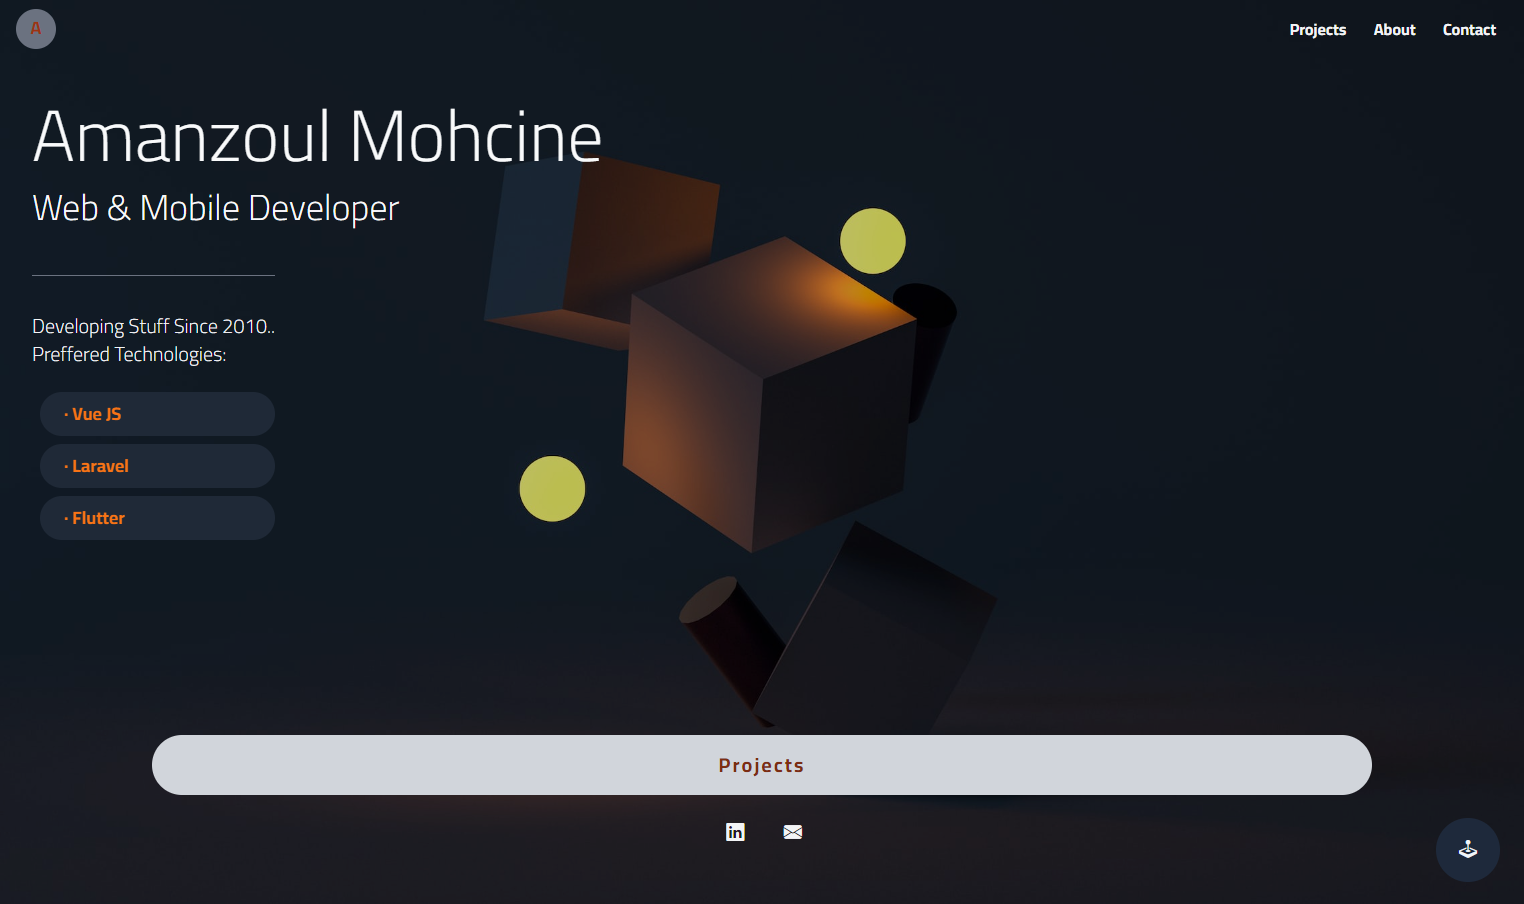 A
Projects About Contact
Amanzoul Mohcine
Web & Mobile Developer
Developing Stuff Since 2010..
Preffered Technologies:
· Vue JS
· Laravel
· Flutter
Projects
in